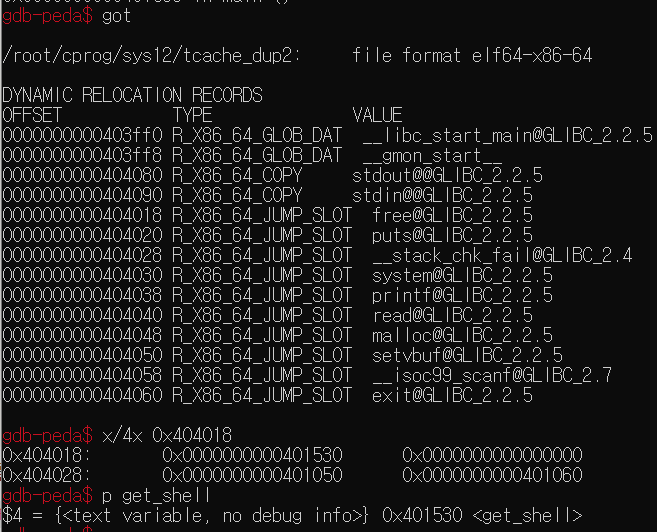 gdb-peda$ got
/root/cprog/sys12/tcache_dup2: file format elf64-x86-64
DYNAMIC RELOCATION RECORDS
OFFSET TYPE VALUE
0000000000403ff0 R_X86_64_GLOB_DAT __libc_start_main@GLIBC_2.2.5
0000000000403ff8 R_X86_64_GLOB_DAT __gmon_start__
0000000000404080 R_X86_64_COPY stdout@@GLIBC_2.2.5
0000000000404090 R_X86_64_COPY stdin@@GLIBC_2.2.5
0000000000404018 R_X86_64_JUMP_SLOT free@GLIBC_2.2.5
0000000000404020 R_X86_64_JUMP_SLOT puts@GLIBC_2.2.5
0000000000404028 R_X86_64_JUMP_SLOT __stack_chk_fail@GLIBC_2.4
0000000000404030 R_X86_64_JUMP_SLOT system@GLIBC_2.2.5
0000000000404038 R_X86_64_JUMP_SLOT printf@GLIBC_2.2.5
0000000000404040 R_X86_64_JUMP_SLOT read@GLIBC_2.2.5
0000000000404048 R_X86_64_JUMP_SLOT malloc@GLIBC_2.2.5
0000000000404050 R_X86_64_JUMP_SLOT setvbuf@GLIBC_2.2.5
0000000000404058 R_X86_64_JUMP_SLOT __isoc99_scanf@GLIBC_2.7
0000000000404060 R_X86_64_JUMP_SLOT exit@GLIBC_2.2.5
gdb-peda$ x/4x 0x404018
0x404018: 0x0000000000401530 0x0000000000000000
0x404028: 0x0000000000401050 0x0000000000401060
gdb-peda$ p get_shell
$4 = {<text variable, no debug info>} 0x401530 <get_shell>